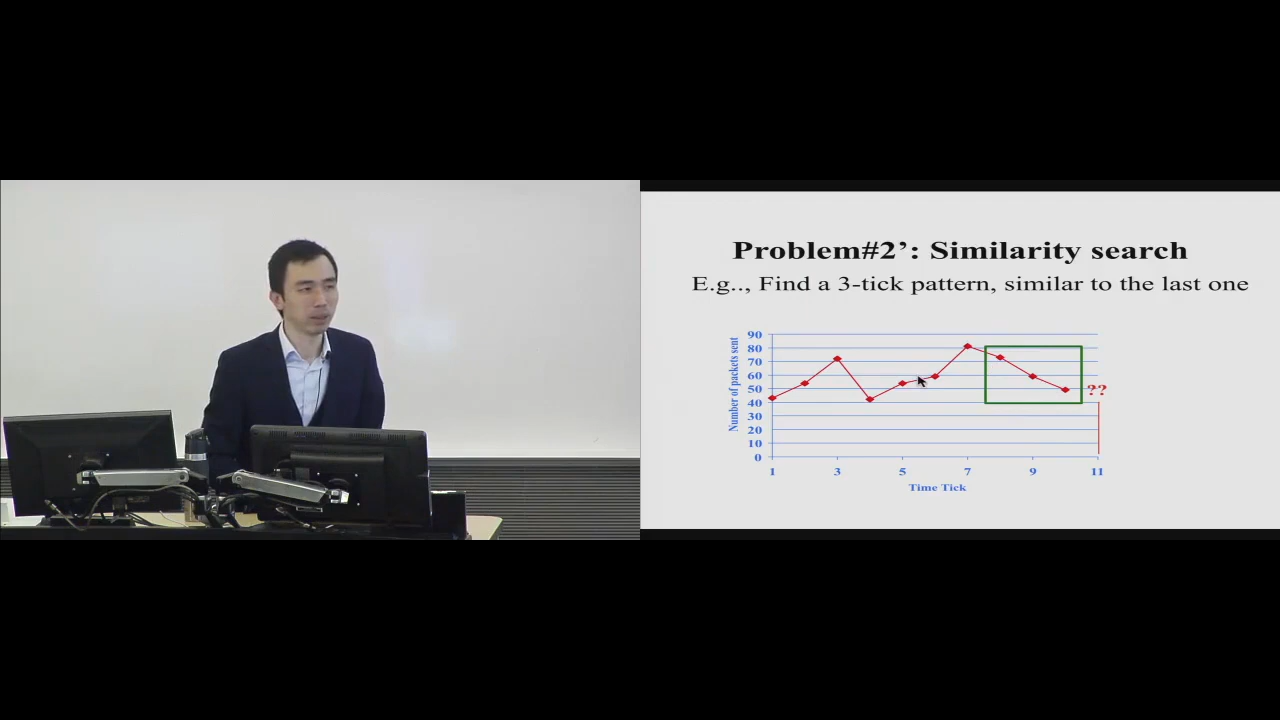 Problem#2’: Similarity search
E.g.., Find a 3-tick pattern, similar to the last one
90
80
70
60
50
40
30
20
10
0
Number of packets sent
??
1 3 5 7 9 11
Time Tick